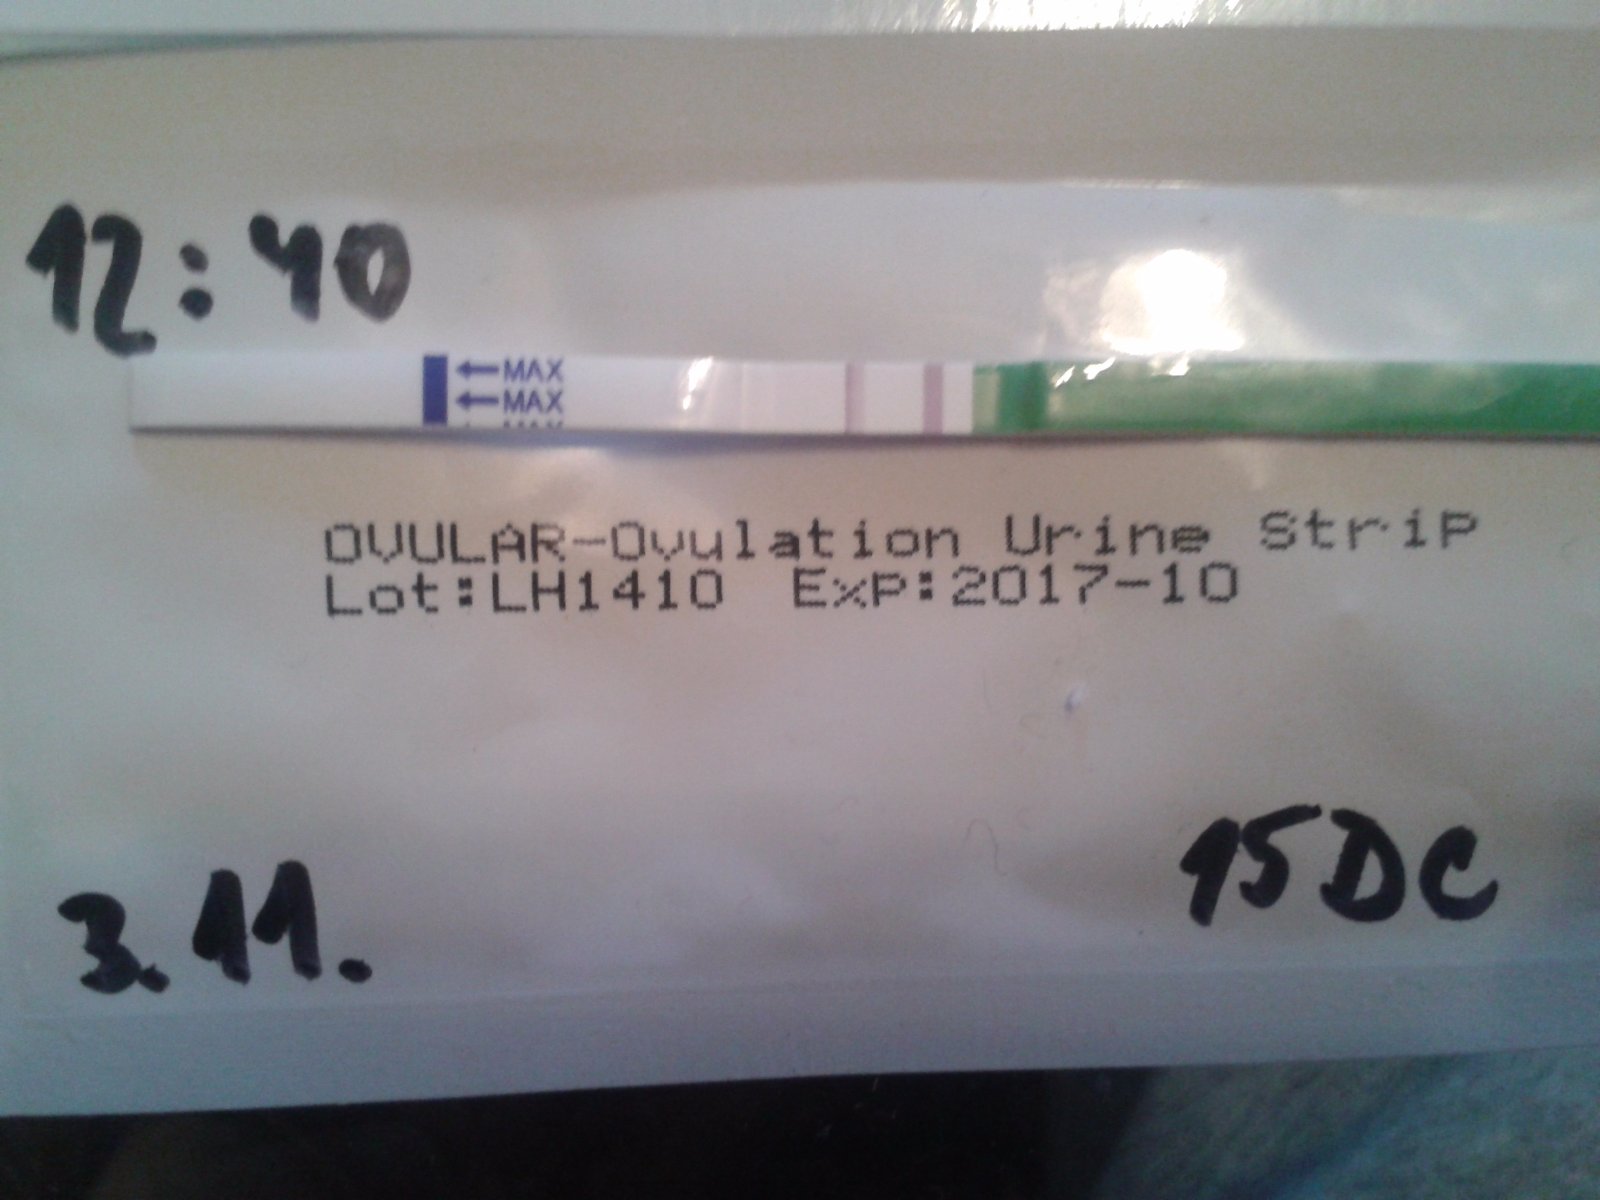 12:40
←MAX
←MAX
OVULAR-Ovulation Urine Strip
Lot:LH1410 Exp:2017-10
15DC
3.11.